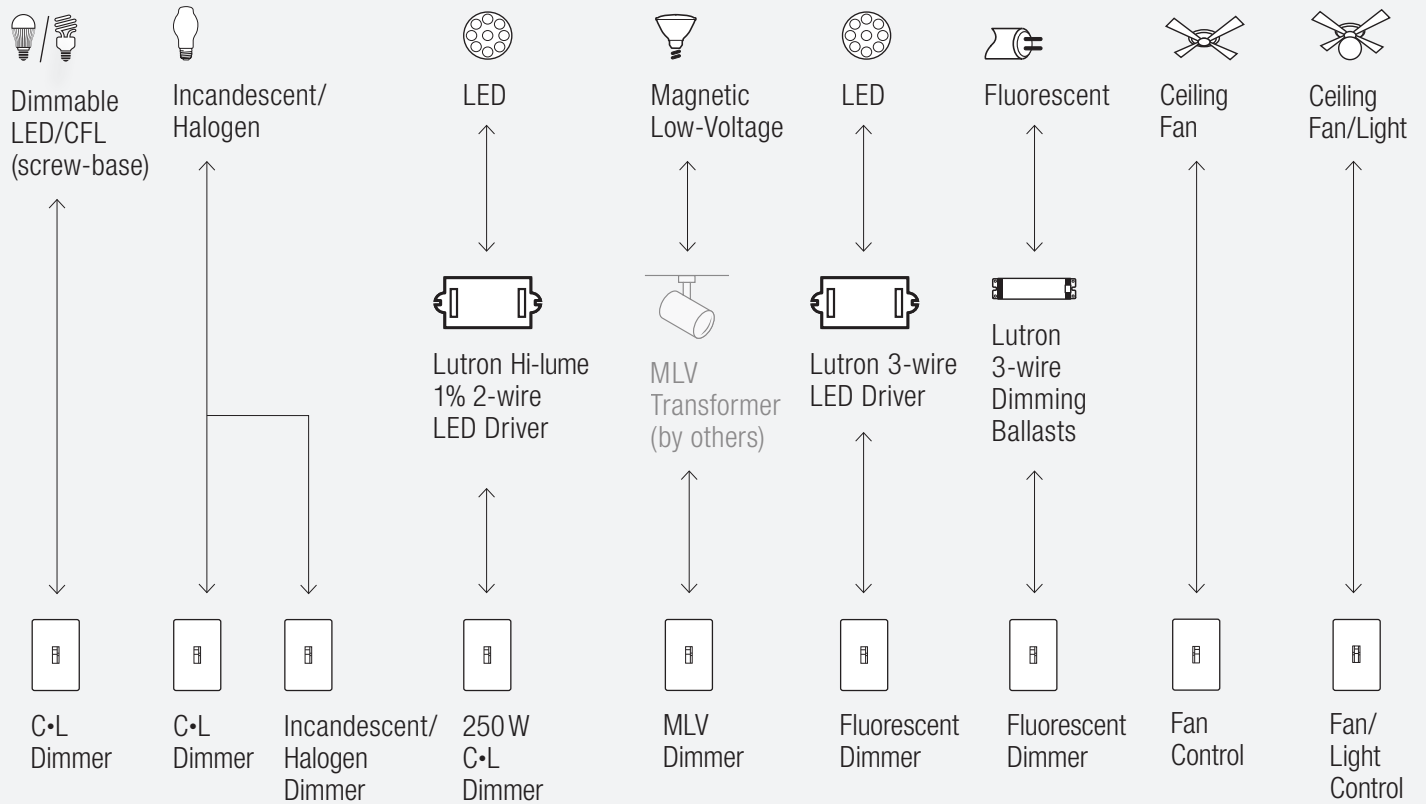 Dimmable
LED/CFL
(screw-base)
Incandescent/
Halogen
LED
Magnetic
Low-Voltage
LED
Fluorescent
Ceiling
Fan
Ceiling
Fan/Light
Lutron Hi-lume
1% 2-wire
LED Driver
MLV
Transformer
(by others)
Lutron 3-wire
LED Driver
Lutron
3-wire
Dimming
Ballasts
C•L
Dimmer
C•L
Dimmer
Incandescent/
Halogen
Dimmer
250 W
C•L
Dimmer
MLV
Dimmer
Fluorescent
Dimmer
Fluorescent
Dimmer
Fan
Control
Fan/
Light
Control